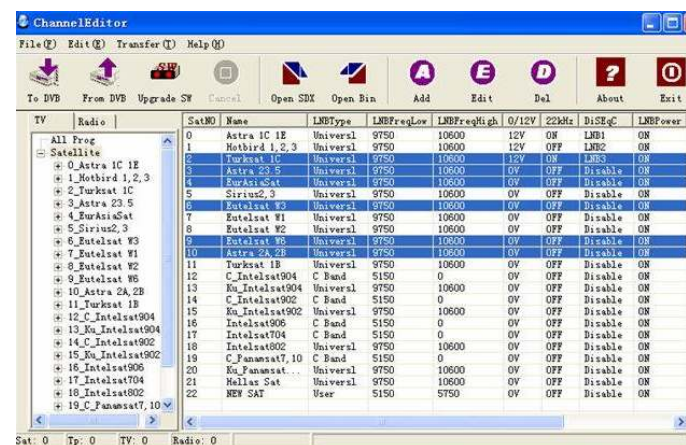 ChannelEditor
File(F) Edit(E) Transfer(T) Help(H)
To DVB From DVB Upgrade SW Cancel Open SDX Open Bin Add Edit Del About Exit
TV Radio
All Prog
Satellite
0_Astra 1C 1E
1_Hotbird 1,2,3
2_Turksat 1C
3_Astra 23.5
4_EurAsiaSat
5_Sirius2,3
6_Eutelsat W3
7_Eutelsat W1
8_Eutelsat W2
9_Eutelsat W6
10_Astra 2A,2B
11_Turksat 1B
12_C_Intelsat904
13_Ku_Intelsat904
14_C_Intelsat902
15_Ku_Intelsat902
16_Intelsat906
17_Intelsat704
18_Intelsat802
19_C_Panamsat7,10
SatNO Name LNBType LNBFreqLow LNBFreqHigh 0/12V 22kHz DiSEqC LNBPower
0 Astra 1C 1E Universl 9750 10600 12V ON LNB1 ON
1 Hotbird 1,2,3 Universl 9750 10600 12V OFF LNB2 ON
2 Turksat 1C Universl 9750 10600 12V ON LNB3 ON
3 Astra 23.5 Universl 9750 10600 0V OFF Disable ON
4 EurAsiaSat Universl 9750 10600 0V OFF Disable ON
5 Sirius2,3 Universl 9750 10600 0V OFF Disable ON
6 Eutelsat W3 Universl 9750 10600 0V OFF Disable ON
7 Eutelsat W1 Universl 9750 10600 0V OFF Disable ON
8 Eutelsat W2 Universl 9750 10600 0V OFF Disable ON
9 Eutelsat W6 Universl 9750 10600 0V OFF Disable ON
10 Astra 2A,2B Universl 9750 10600 0V OFF Disable ON
11 Turksat 1B Universl 9750 10600 0V OFF Disable ON
12 C_Intelsat904 C Band 5150 0 0V OFF Disable ON
13 Ku_Intelsat904 Universl 9750 10600 0V OFF Disable ON
14 C_Intelsat902 C Band 5150 0 0V OFF Disable ON
15 Ku_Intelsat902 Universl 9750 10600 0V OFF Disable ON
16 Intelsat906 C Band 5150 0 0V OFF Disable ON
17 Intelsat704 C Band 5150 0 0V OFF Disable ON
18 Intelsat802 Universl 9750 10600 0V OFF Disable ON
19 C_Panamsat7,10 C Band 5150 0 0V OFF Disable ON
20 Ku_Panamsat... Universl 9750 10600 0V OFF Disable ON
21 Hellas Sat Universl 9750 10600 0V OFF Disable ON
22 NEW SAT User 5150 5750 0V OFF Disable ON
Sat: 0 Tp: 0 TV: 0 Radio: 0